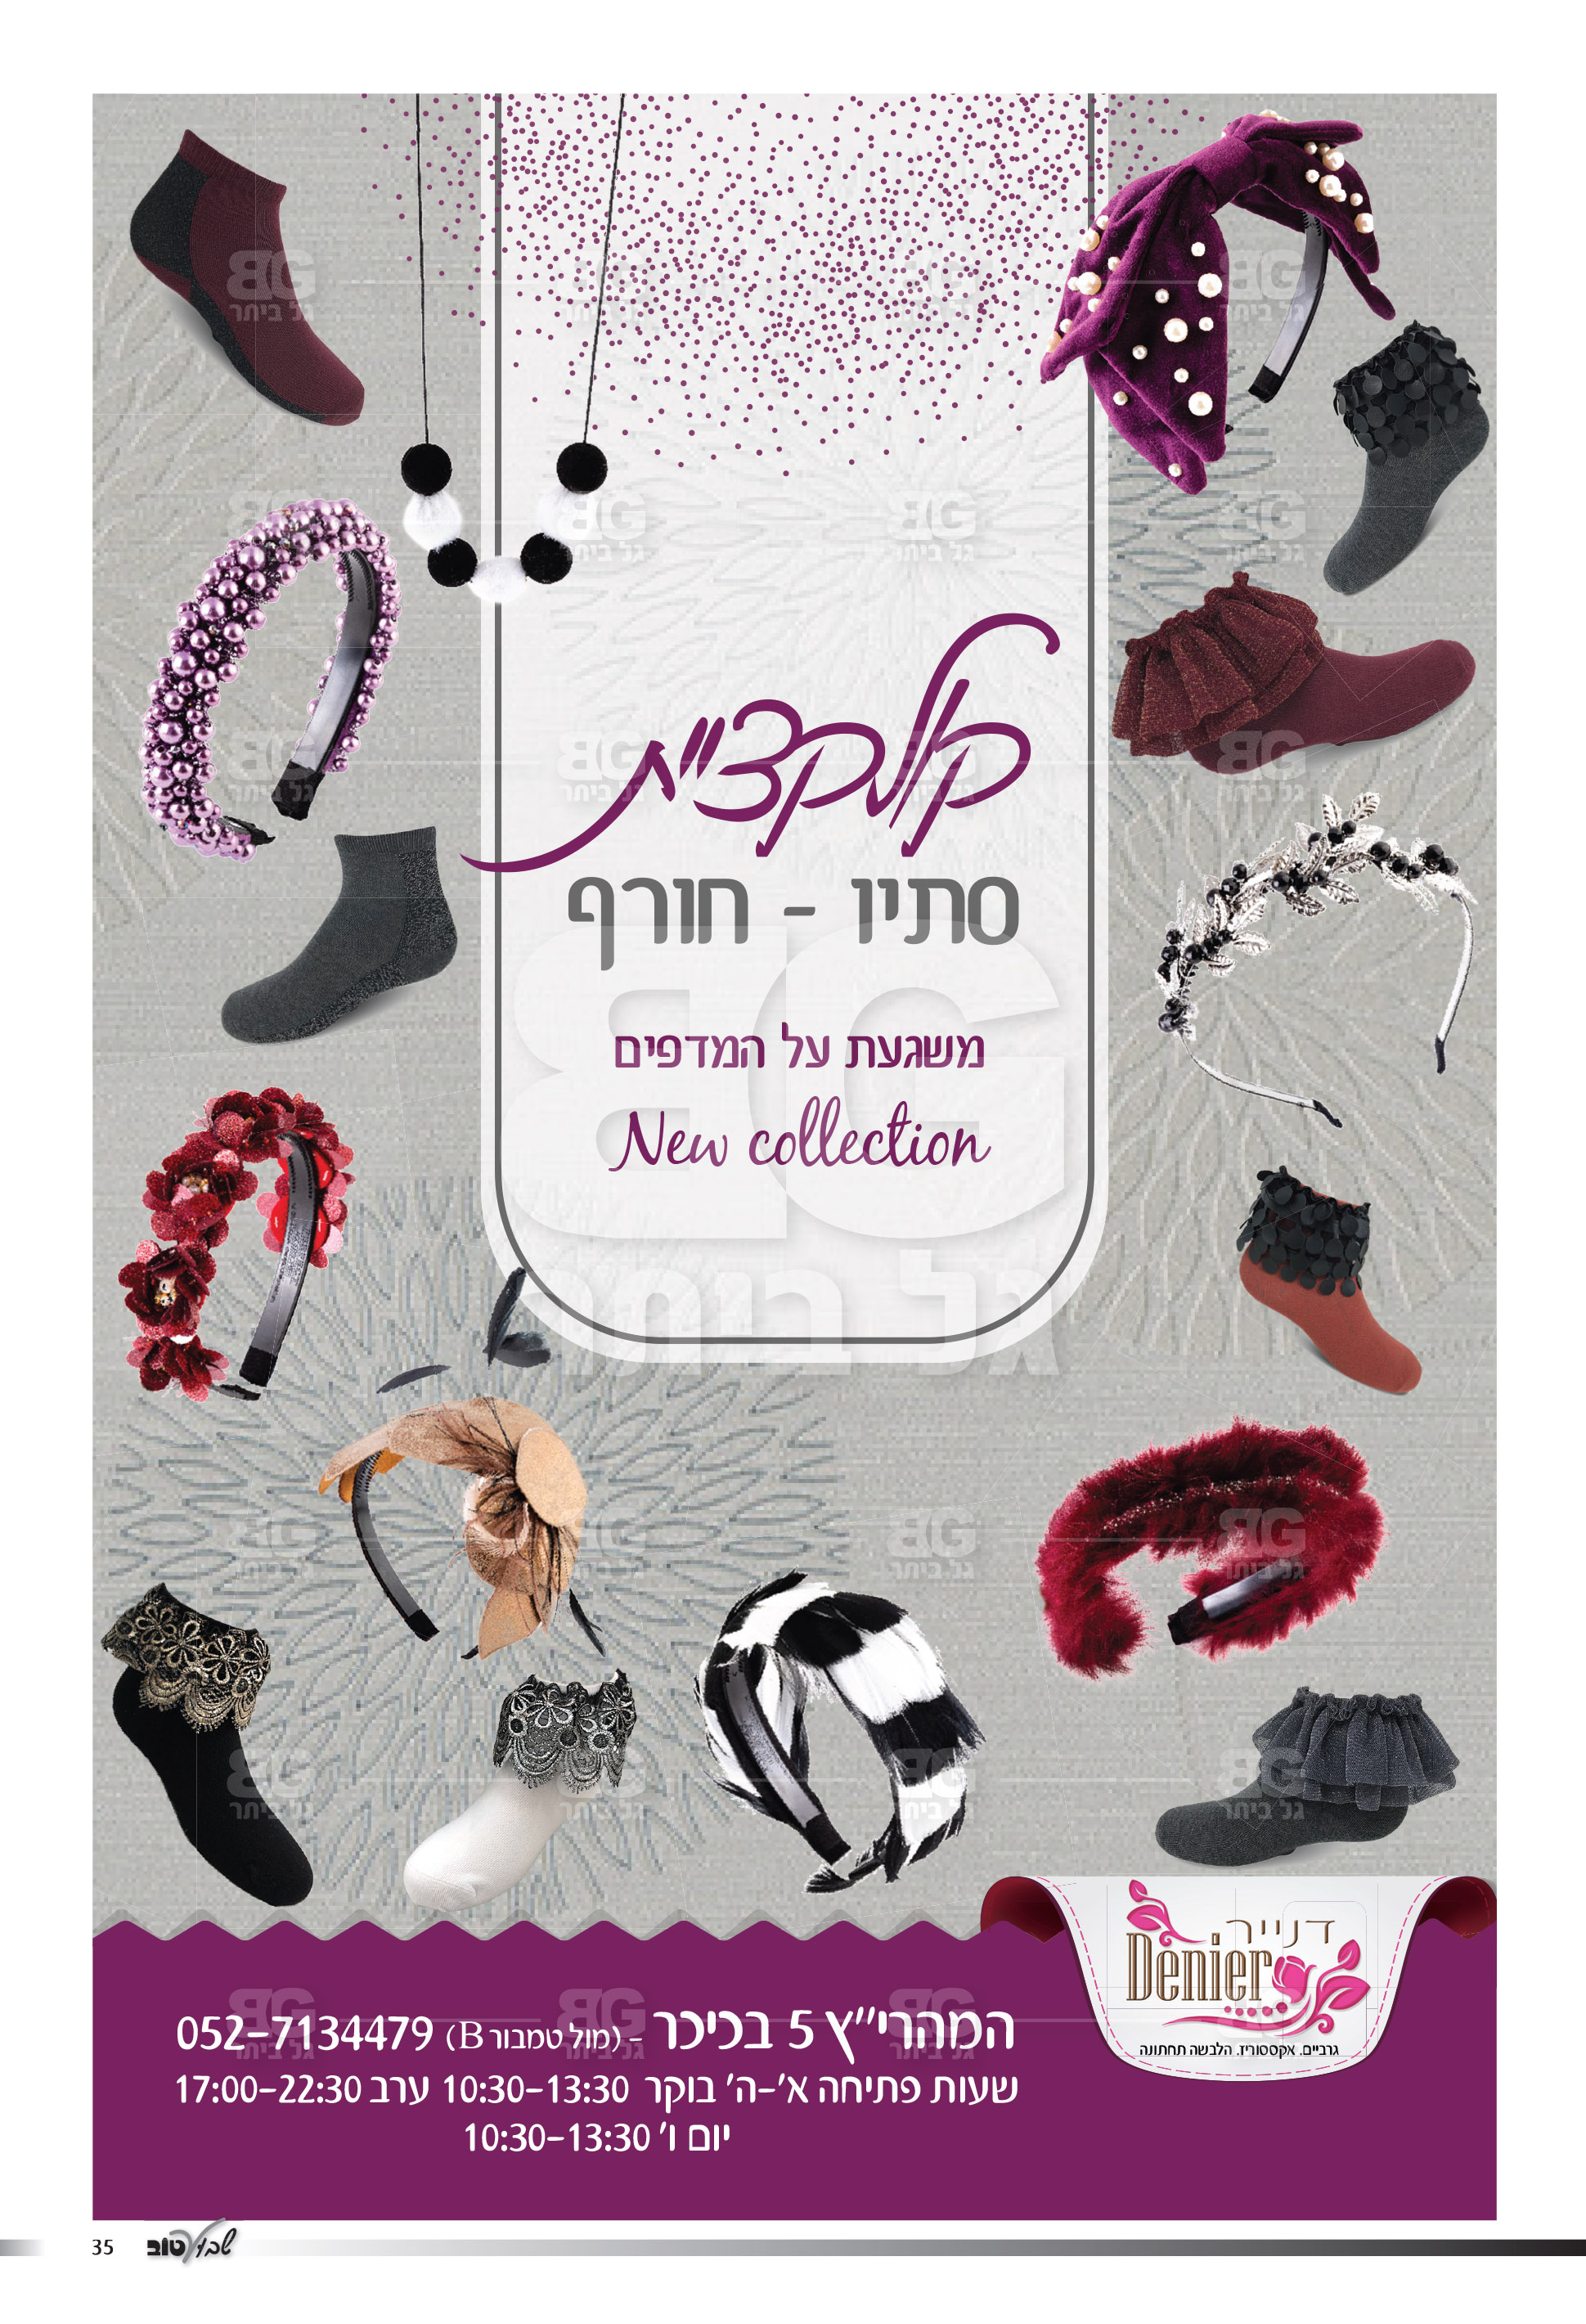 קולקציית
סתיו - חורף
משגעת על המדפים
New collection
דנייר
Denier
גרביים. אקססוריז. הלבשה תחתונה
המהרי"ץ 5 בכיכר - (מול טמבור B) 052-7134479
שעות פתיחה א'-ה' בוקר 10:30-13:30 ערב 17:00-22:30
יום ו' 10:30-13:30
BG
גל ביתר
35
שבוע טוב